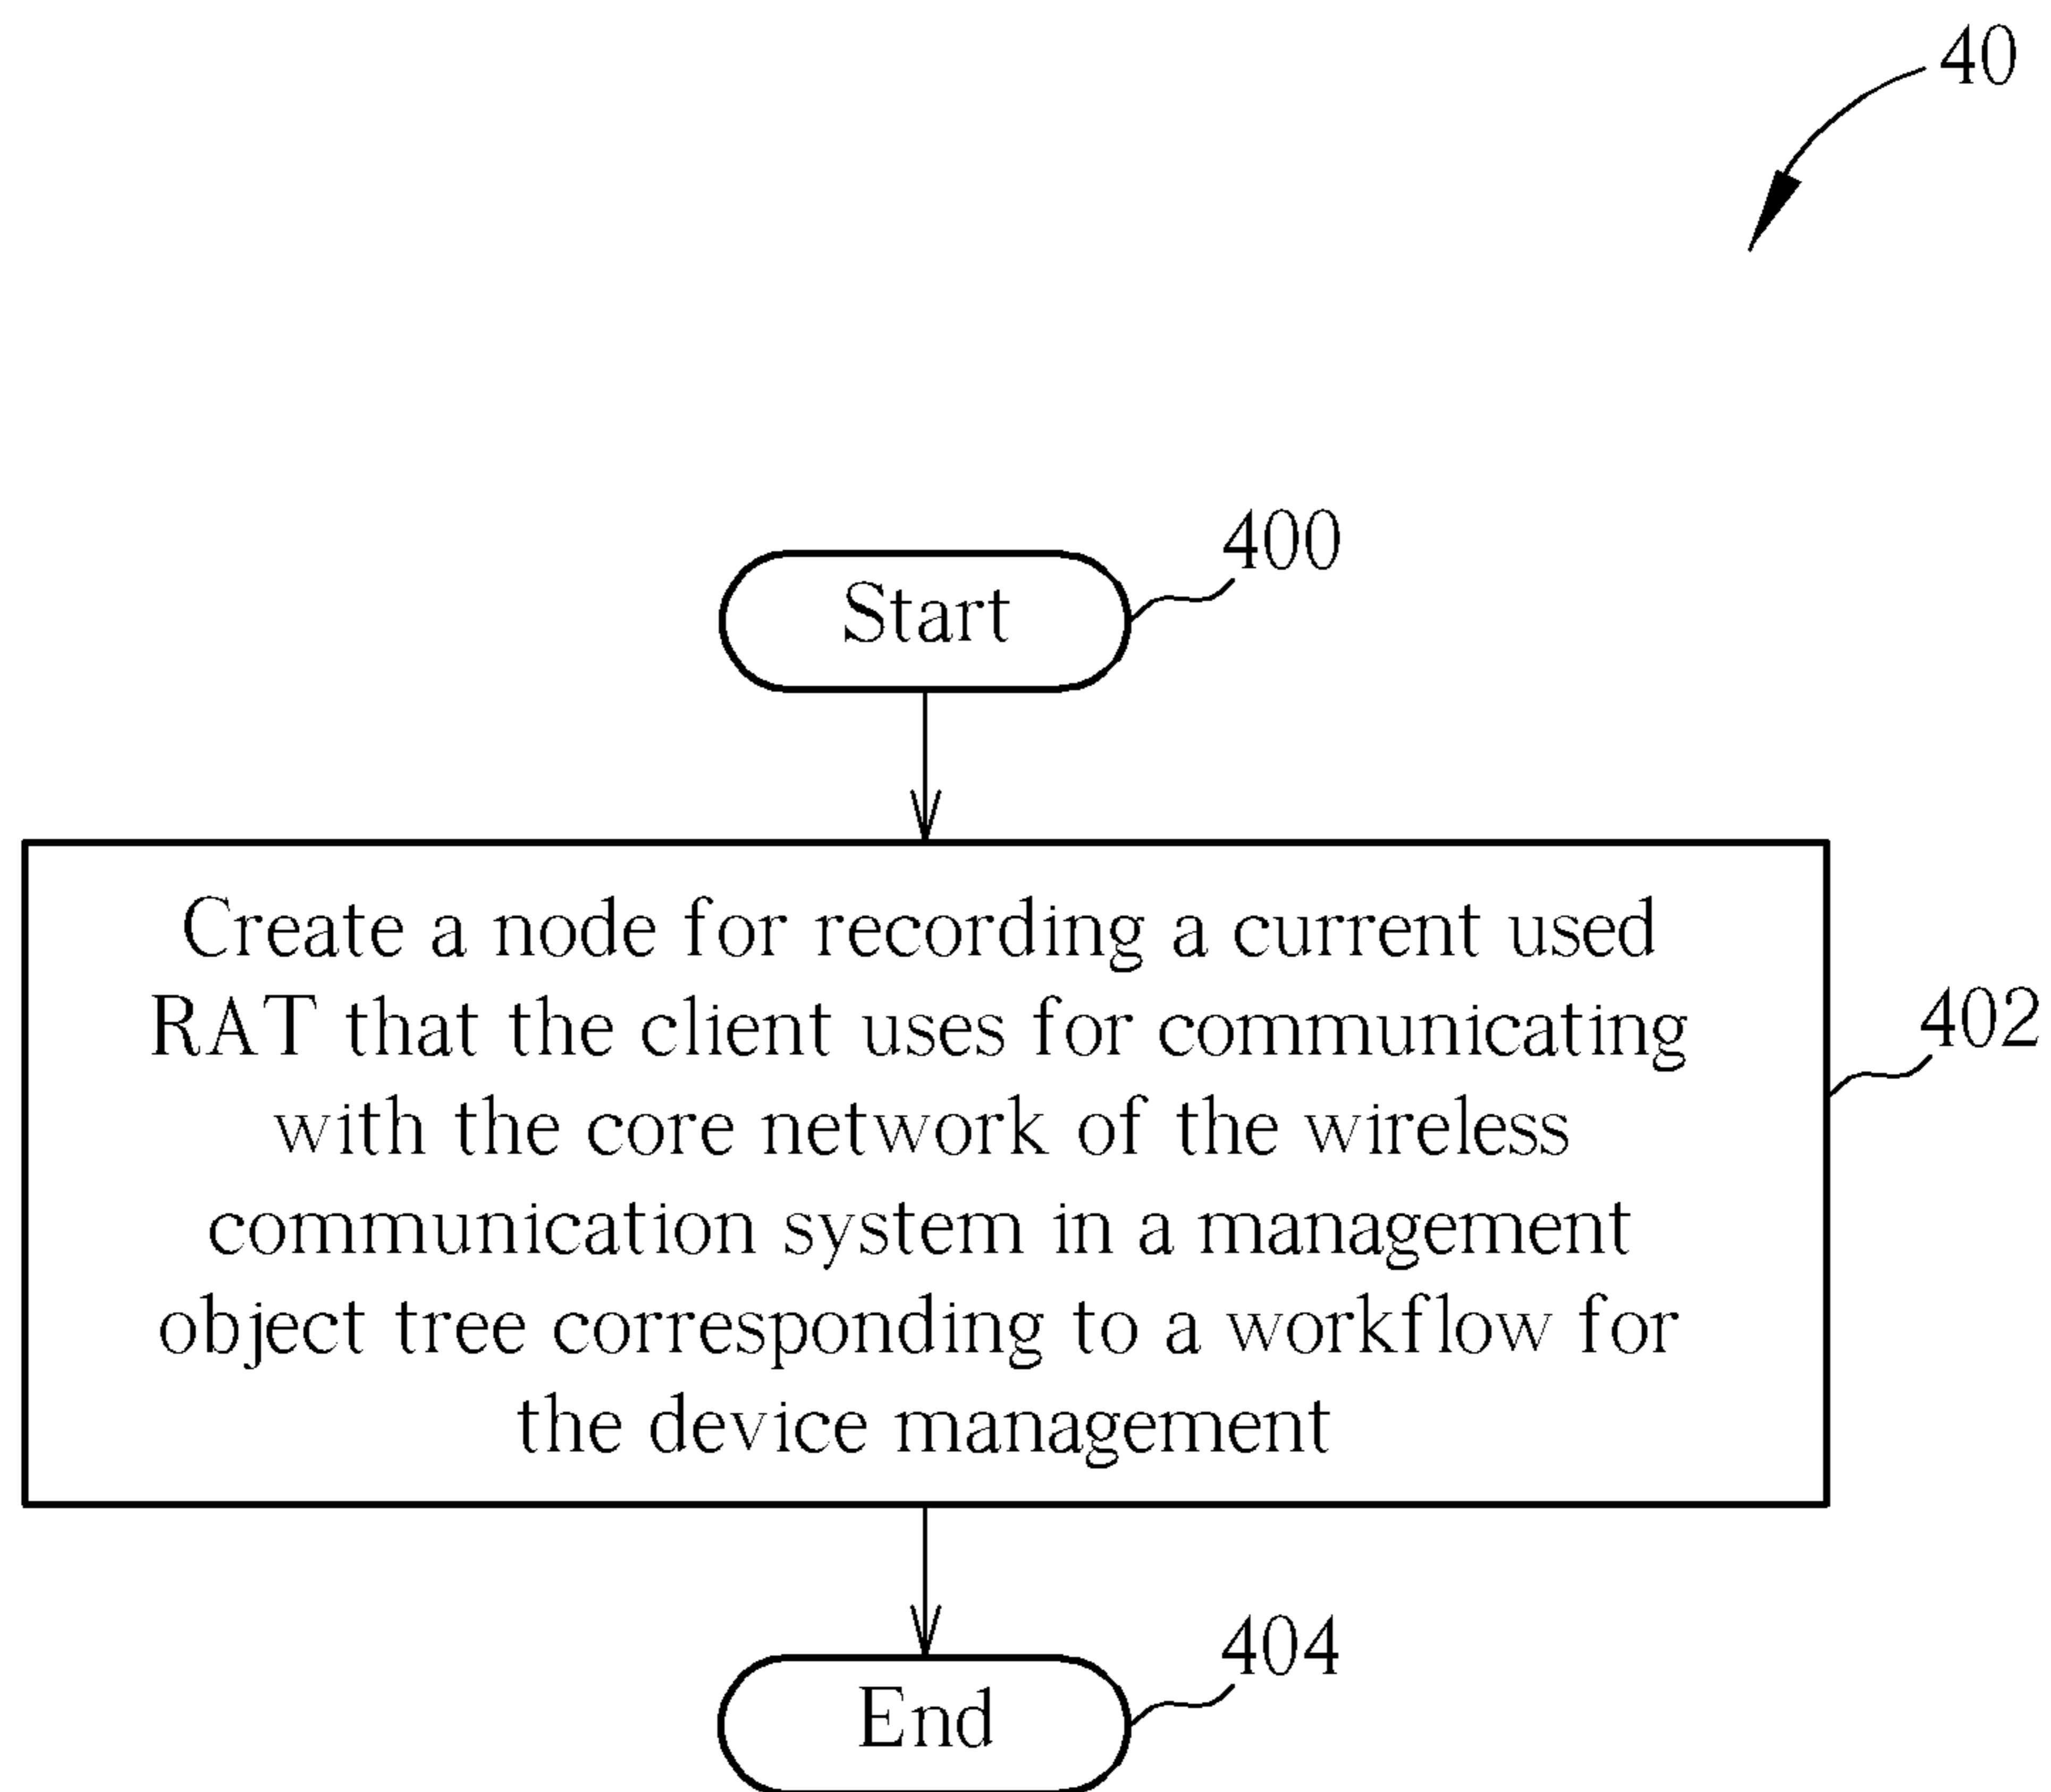 40
400
Start
Create a node for recording a current used
RAT that the client uses for communicating
with the core network of the wireless
communication system in a management
object tree corresponding to a workflow for
the device management
402
404
End